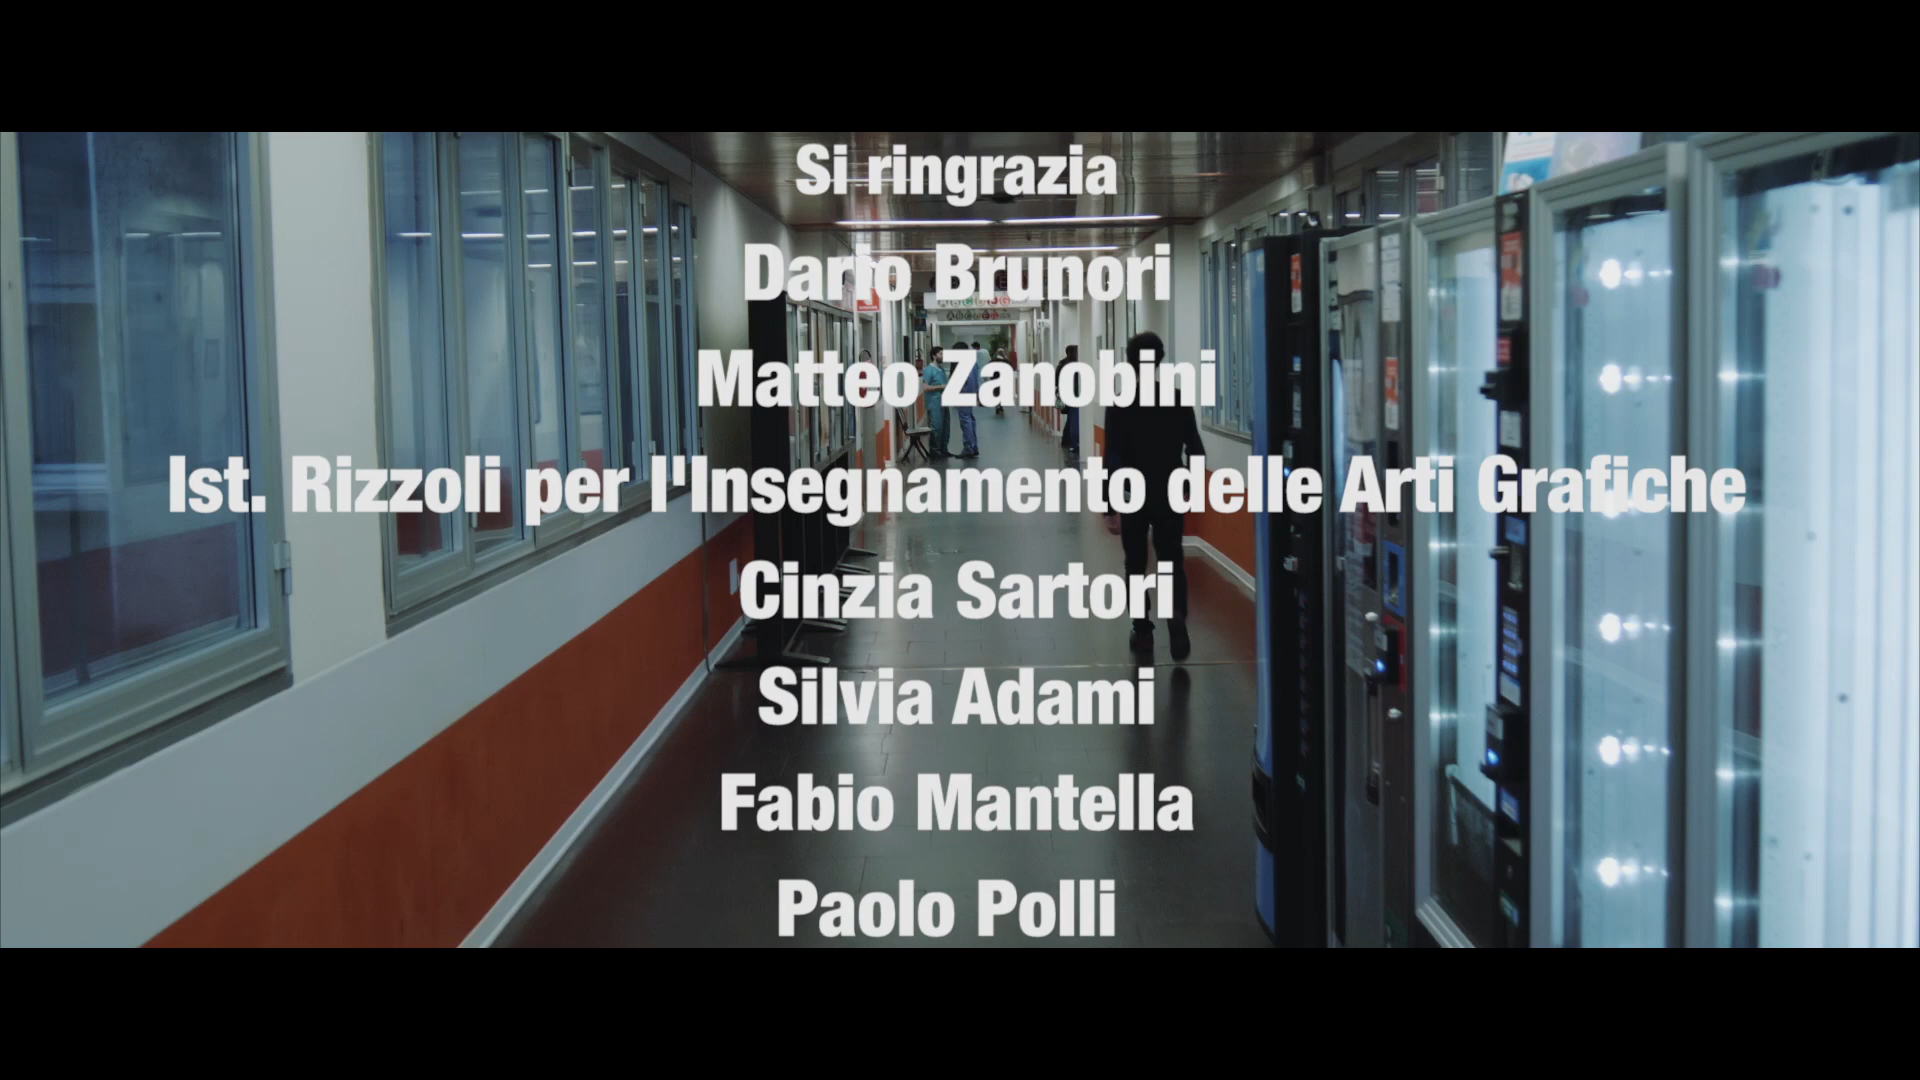 Si ringrazia
Dario Brunori
Matteo Zanobini
Ist. Rizzoli per l'Insegnamento delle Arti Grafiche
Cinzia Sartori
Silvia Adami
Fabio Mantella
Paolo Polli